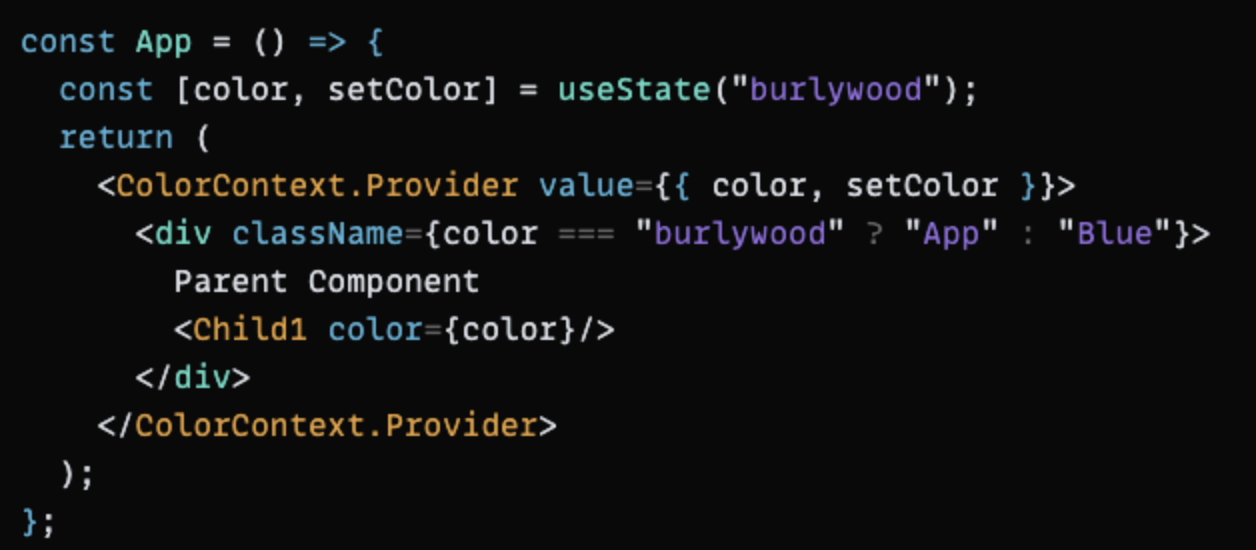 const App = () => {
  const [color, setColor] = useState("burlywood");
  return (
    <ColorContext.Provider value={{ color, setColor }}>
      <div className={color === "burlywood" ? "App" : "Blue"}>
        Parent Component
        <Child1 color={color}/>
      </div>
    </ColorContext.Provider>
  );
};